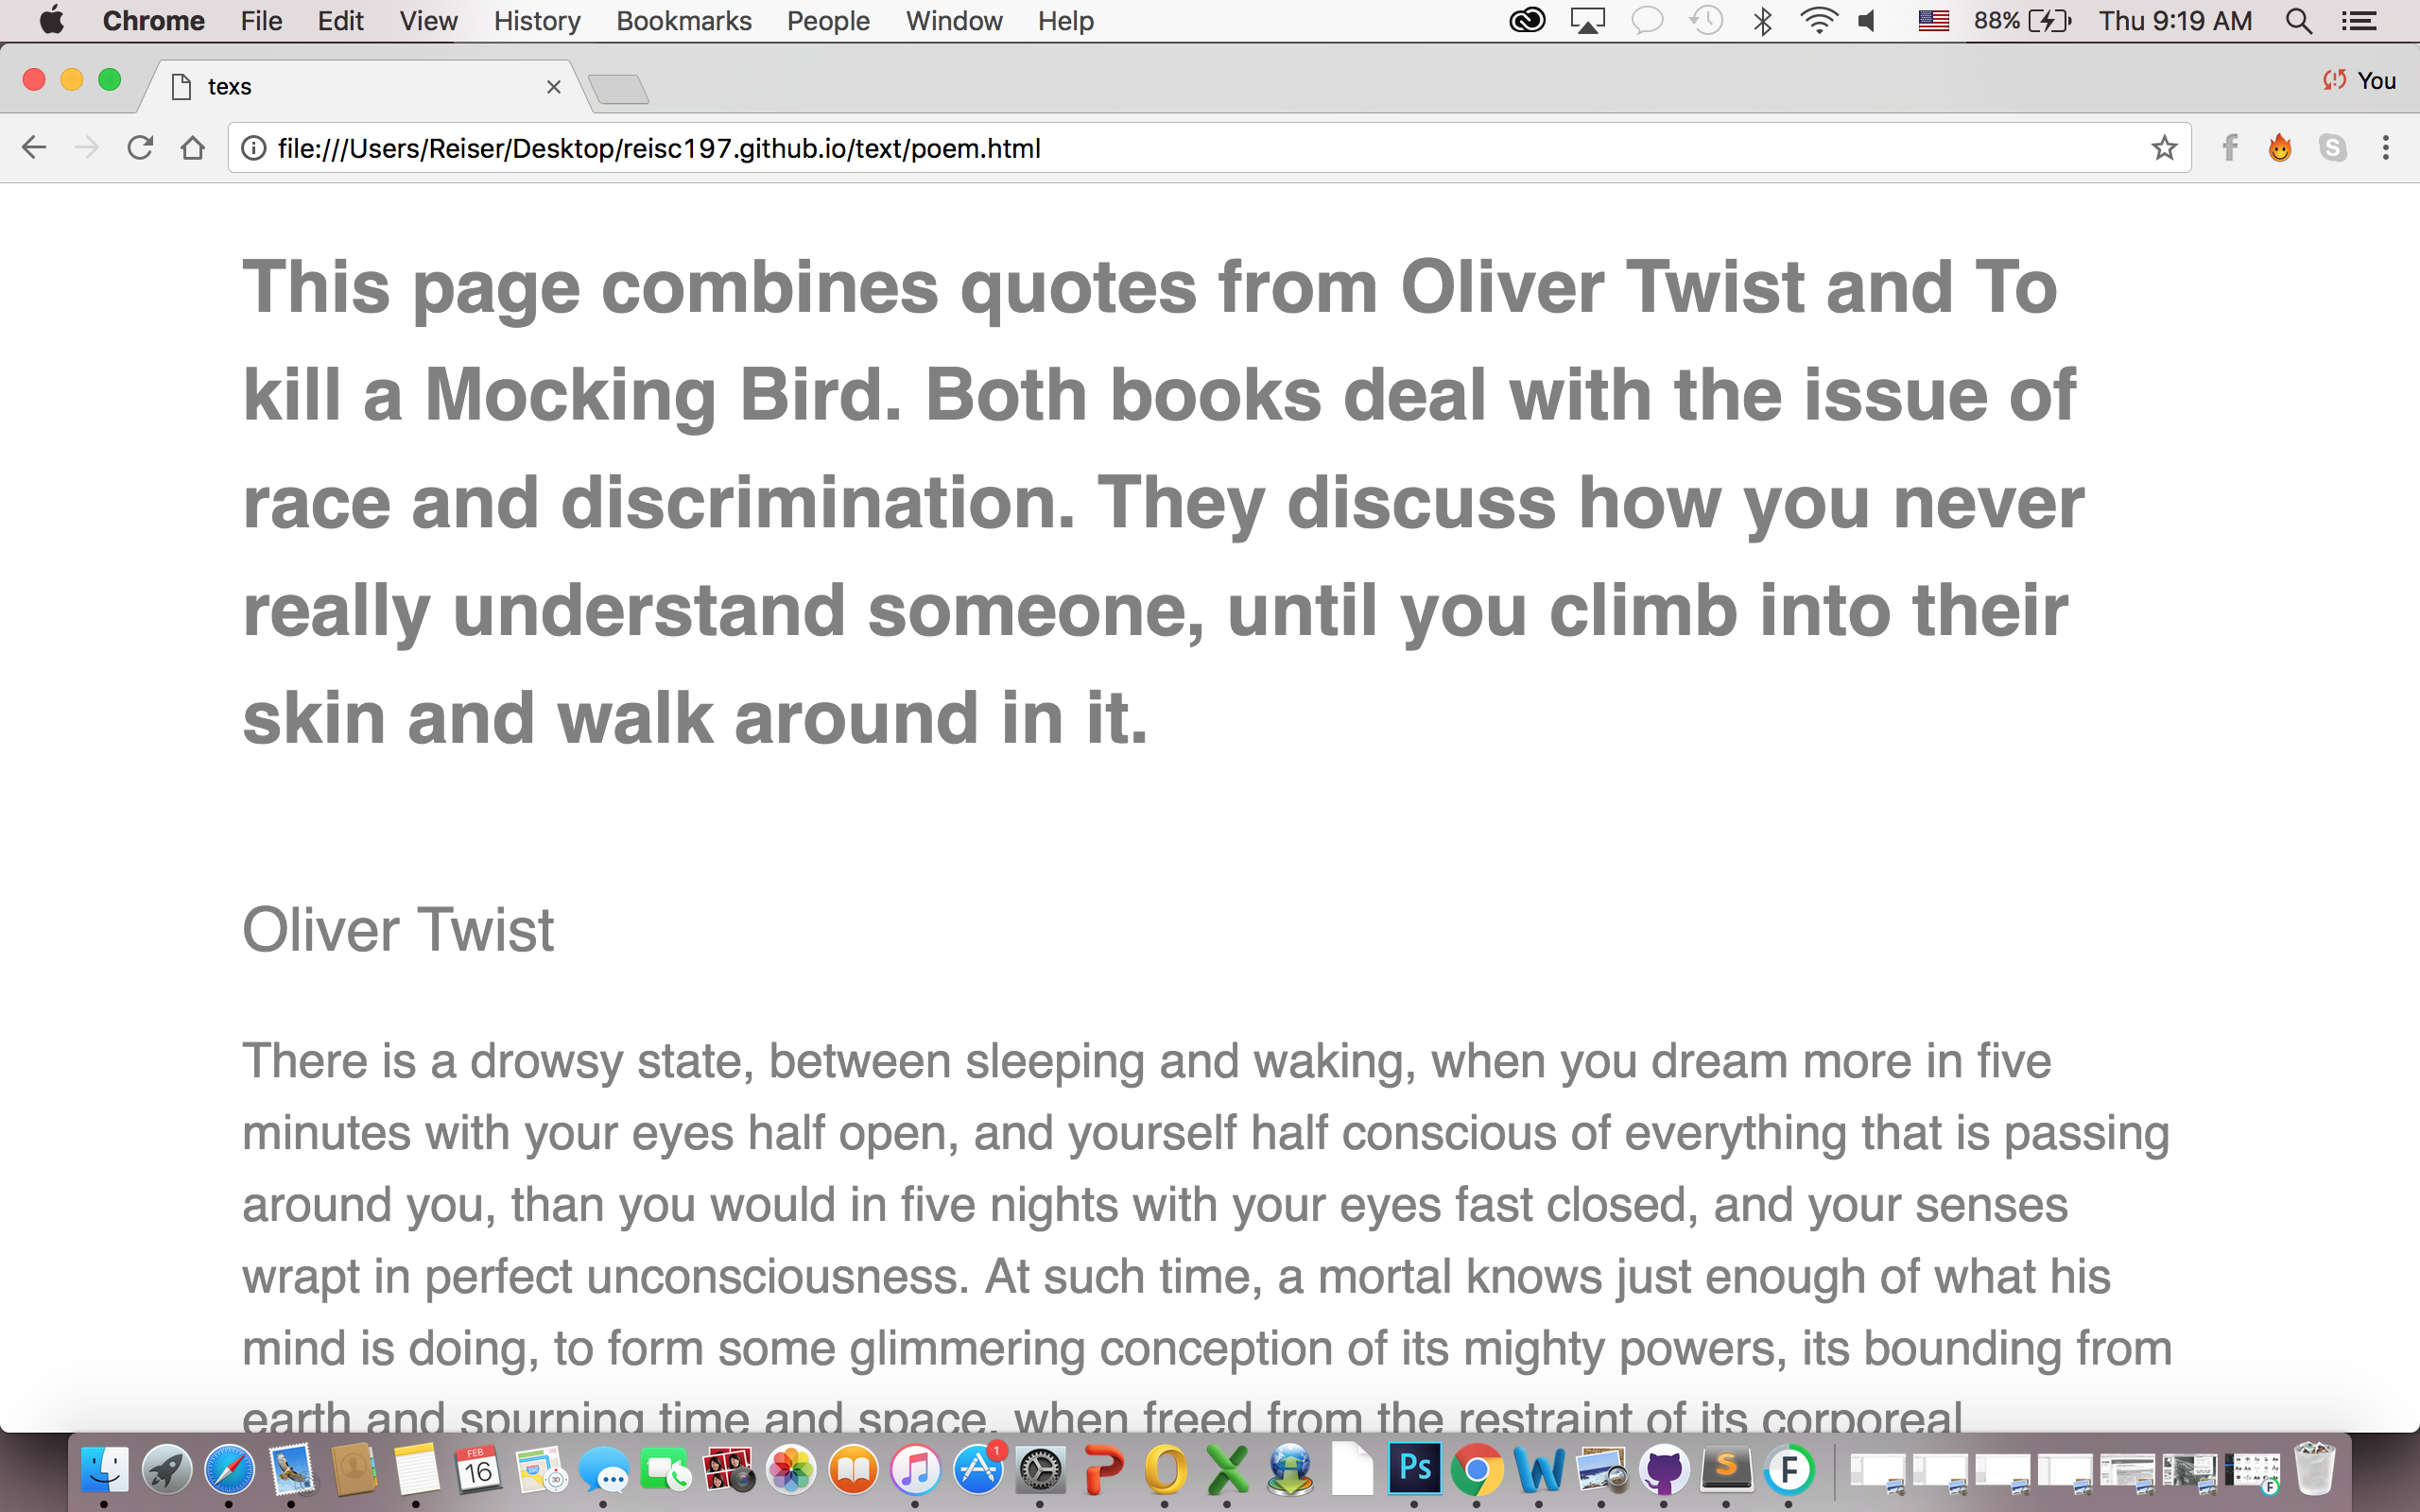 Chrome File Edit View History Bookmarks People Window Help 88% Thu 9:19 AM
texs You
file:///Users/Reiser/Desktop/reisc197.github.io/text/poem.html
This page combines quotes from Oliver Twist and To
kill a Mocking Bird. Both books deal with the issue of
race and discrimination. They discuss how you never
really understand someone, until you climb into their
skin and walk around in it.
Oliver Twist
There is a drowsy state, between sleeping and waking, when you dream more in five
minutes with your eyes half open, and yourself half conscious of everything that is passing
around you, than you would in five nights with your eyes fast closed, and your senses
wrapt in perfect unconsciousness. At such time, a mortal knows just enough of what his
mind is doing, to form some glimmering conception of its mighty powers, its bounding from
earth and spurning time and space, when freed from the restraint of its corporeal
FEB
16
3D
1
Ps
S
F